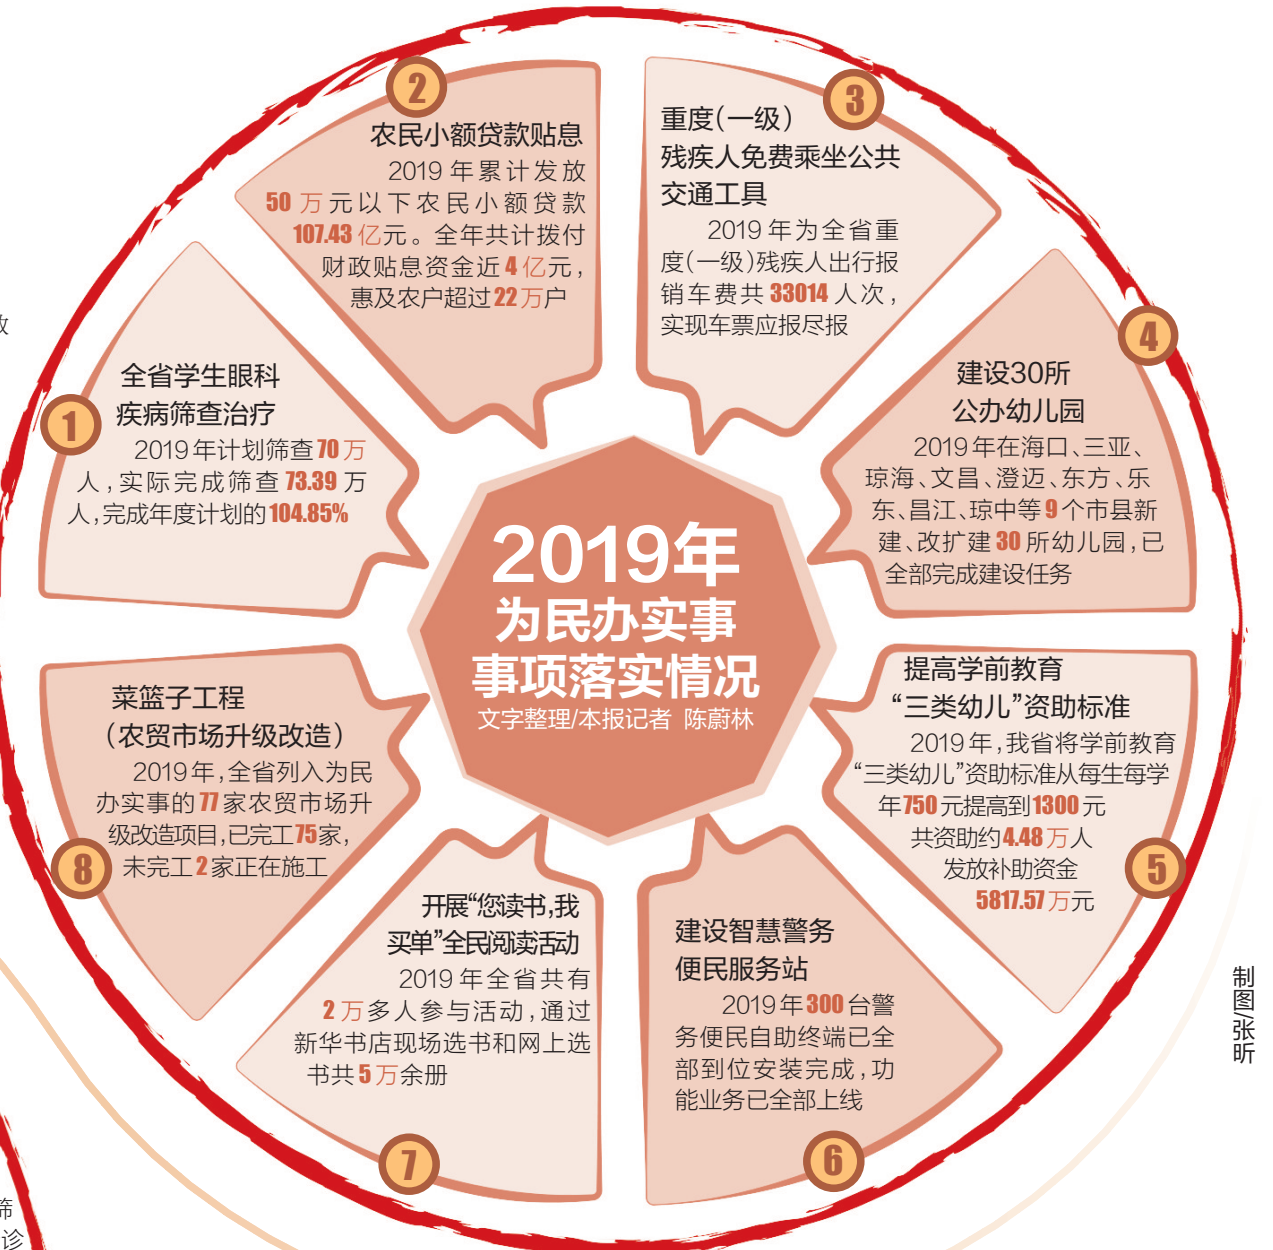 2019年
为民办实事
事项落实情况
文字整理/本报记者 陈蔚林
1
全省学生眼科
疾病筛查治疗
2019年计划筛查70万
人,实际完成筛查73.39万
人,完成年度计划的104.85%
2
农民小额贷款贴息
2019年累计发放
50万元以下农民小额贷款
107.43亿元。全年共计拨付
财政贴息资金近4亿元,
惠及农户超过22万户
3
重度(一级)
残疾人免费乘坐公共
交通工具
2019年为全省重
度(一级)残疾人出行报
销车费共33014人次,
实现车票应报尽报
4
建设30所
公办幼儿园
2019年在海口、三亚、
琼海、文昌、澄迈、东方、乐
东、昌江、琼中等9个市县新
建、改扩建30所幼儿园,已
全部完成建设任务
5
提高学前教育
“三类幼儿”资助标准
2019年,我省将学前教育
“三类幼儿”资助标准从每生每学
年750元提高到1300元
共资助约4.48万人
发放补助资金
5817.57万元
6
建设智慧警务
便民服务站
2019年300台警
务便民自助终端已全
部到位安装完成,功
能业务已全部上线
7
开展“您读书,我
买单”全民阅读活动
2019年全省共有
2万多人参与活动,通过
新华书店现场选书和网上选
书共5万余册
8
菜篮子工程
(农贸市场升级改造)
2019年,全省列入为民
办实事的77家农贸市场升
级改造项目,已完工75家,
未完工2家正在施工
制图/张昕
筛
诊